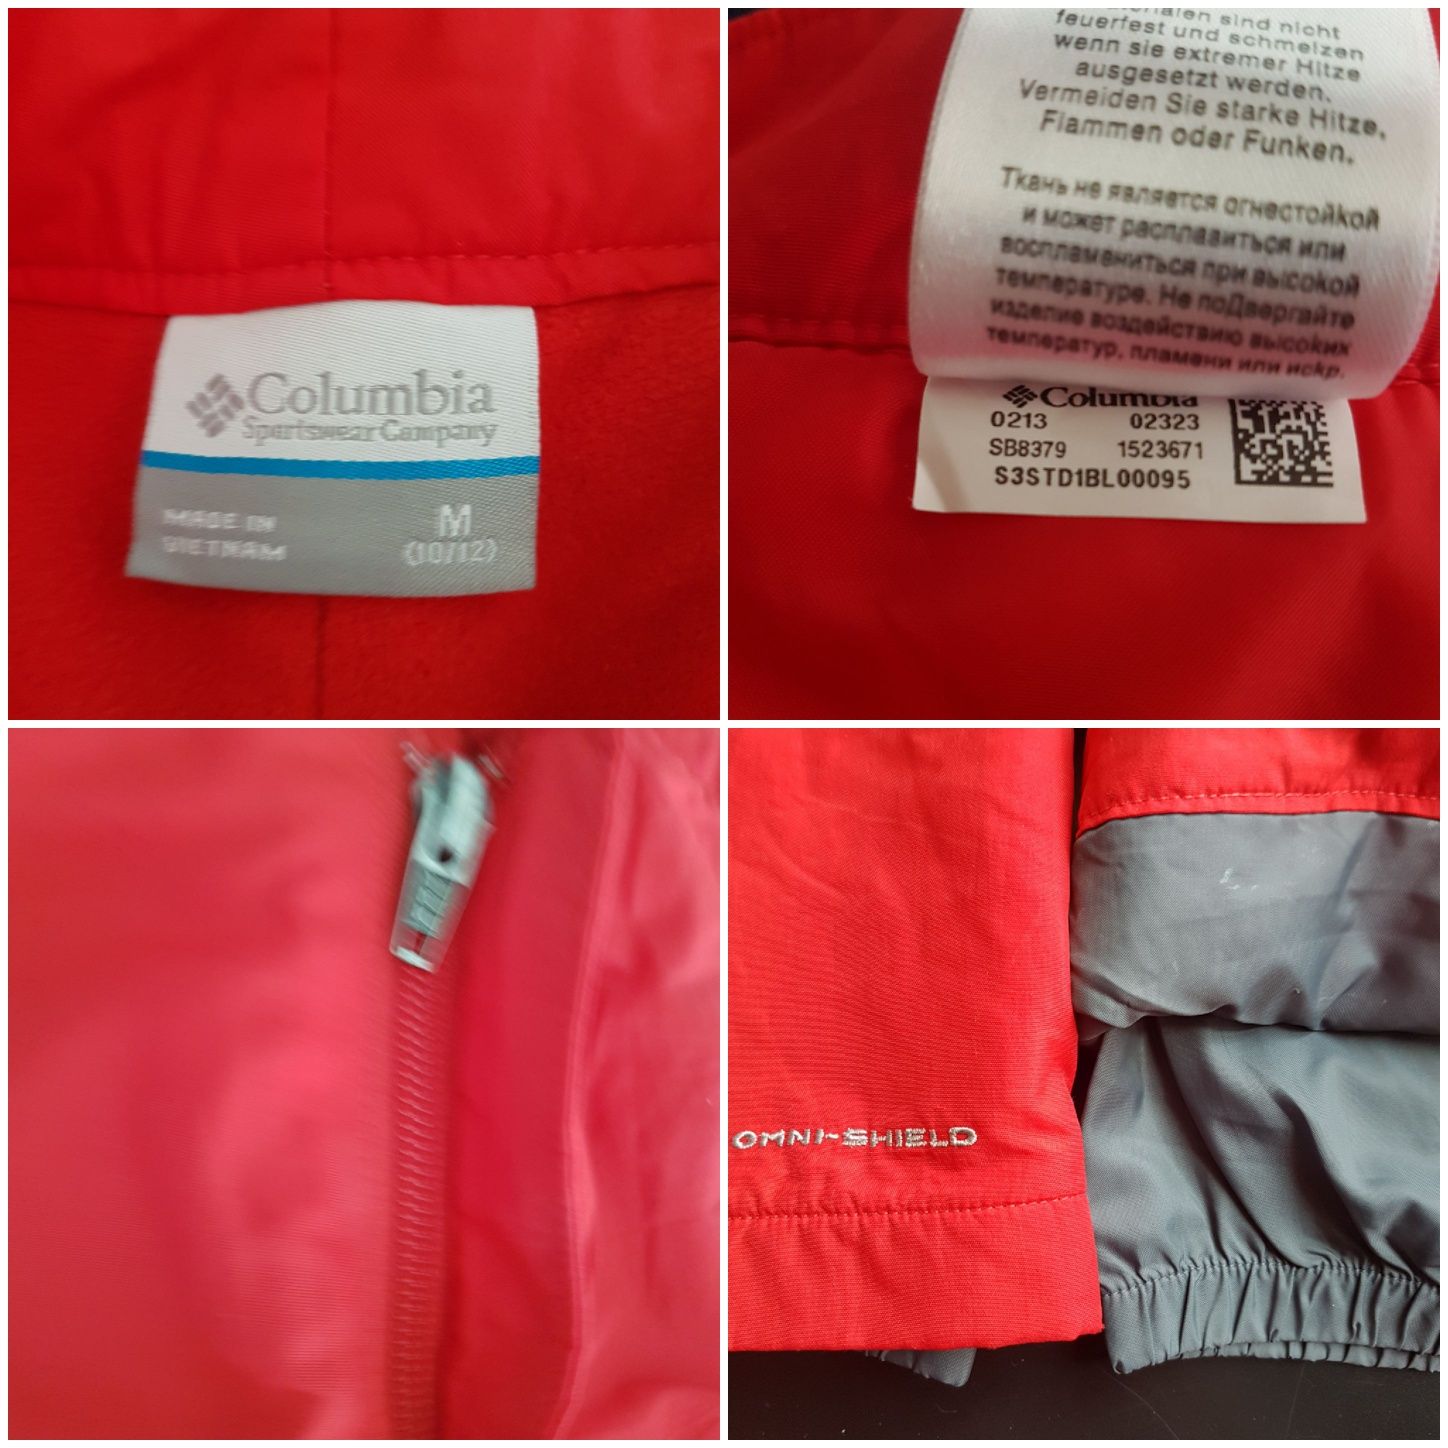 Columbia
Sportswear Company
MADE IN
VIETNAM
M
(10/12)
sind nicht
feuerfest und schmelzen
wenn sie extremer Hitze
ausgesetzt werden.
Vermeiden Sie starke Hitze,
Flammen oder Funken.
Ткань не является огнестойкой
и может расплавиться или
воспламениться при высокой
температуре. Не подвергайте
изделие воздействию высоких
температур, пламени или искр.
Columbia
0213 02323
SB8379 1523671
S3STD1BL00095
OMNI-SHIELD